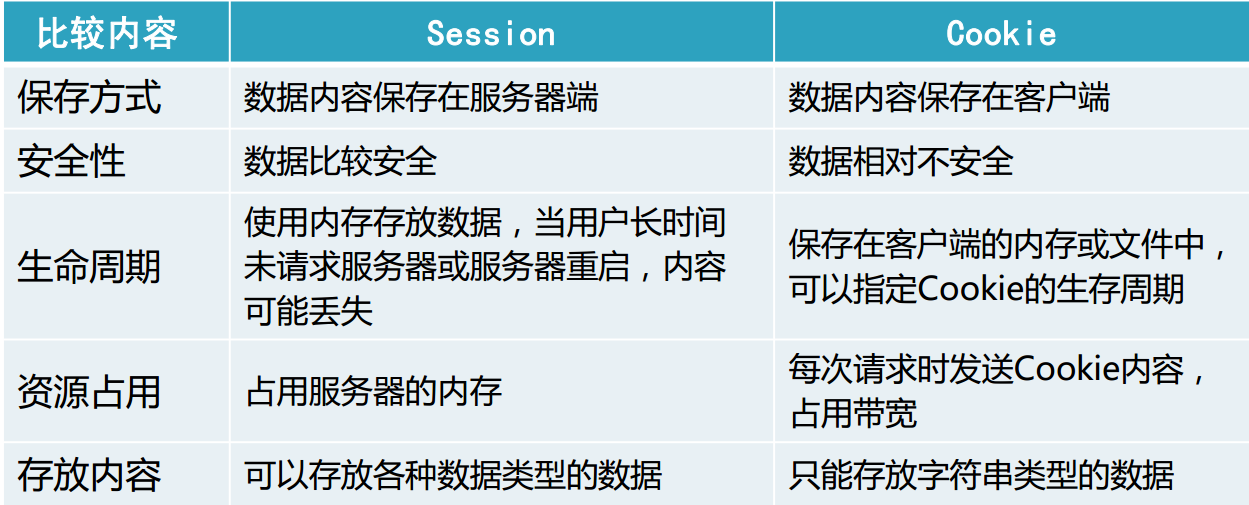 比较内容 Session Cookie
保存方式 数据内容保存在服务器端 数据内容保存在客户端
安全性 数据比较安全 数据相对不安全
生命周期
使用内存存放数据，当用户长时间
未请求服务器或服务器重启，内容
可能丢失
保存在客户端的内存或文件中，
可以指定Cookie的生存周期
资源占用 占用服务器的内存
每次请求时发送Cookie内容，
占用带宽
存放内容 可以存放各种数据类型的数据 只能存放字符串类型的数据